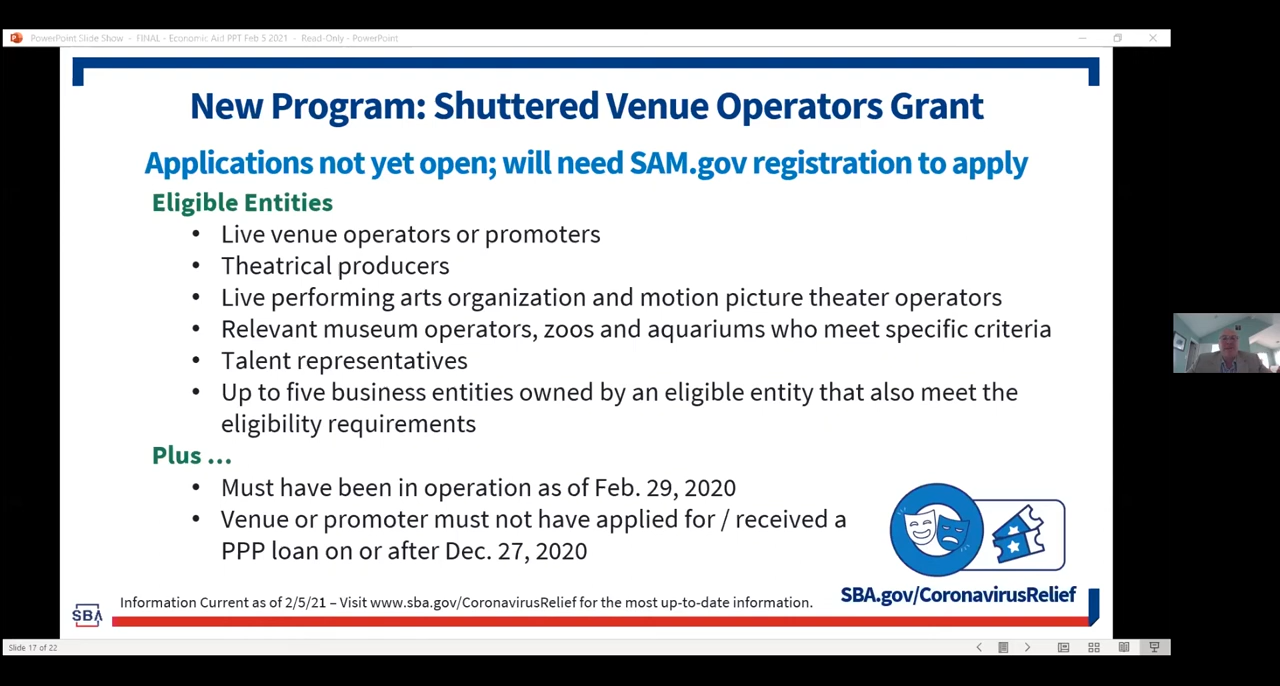 PowerPoint Slide Show - FINAL - Economic Aid PPT Feb 5 2021 - Read-Only - PowerPoint
New Program: Shuttered Venue Operators Grant
Applications not yet open; will need SAM.gov registration to apply
Eligible Entities
• Live venue operators or promoters
• Theatrical producers
• Live performing arts organization and motion picture theater operators
• Relevant museum operators, zoos and aquariums who meet specific criteria
• Talent representatives
• Up to five business entities owned by an eligible entity that also meet the
eligibility requirements
Plus ...
• Must have been in operation as of Feb. 29, 2020
• Venue or promoter must not have applied for / received a
PPP loan on or after Dec. 27, 2020
SBA.gov/CoronavirusRelief
Information Current as of 2/5/21 – Visit www.sba.gov/CoronavirusRelief for the most up-to-date information.
SBA
Slide 17 of 22